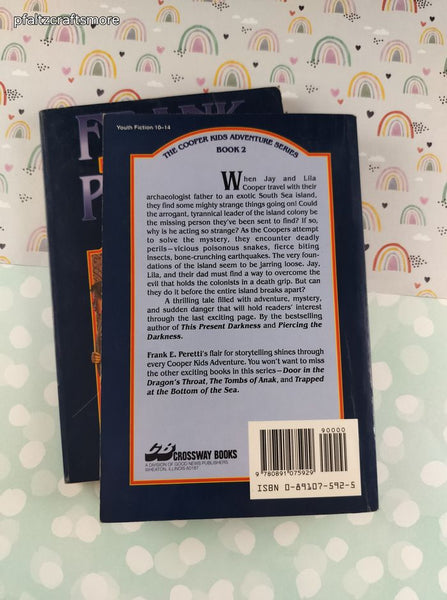 pfaltzcraftsmore
FRANK
Youth Fiction 10–14
THE COOPER KIDS ADVENTURE SERIES
BOOK 2
When Jay and Lila
Cooper travel with their
archaeologist father to an exotic South Sea island,
they find some mighty strange things going on! Could
the arrogant, tyrannical leader of the island colony be
the missing person they've been sent to find? If so,
why is he acting so strange? As the Coopers attempt
to solve the mystery, they encounter deadly
perils—vicious poisonous snakes, fierce biting
insects, bone-crunching earthquakes. The very foun-
dations of the island seem to be jarring loose. Jay,
Lila, and their dad must find a way to overcome the
evil that holds the colonists in a death grip. But can
they do it before the entire island breaks apart?
A thrilling tale filled with adventure, mystery,
and sudden danger that will hold readers' interest
through the last exciting page. By the bestselling
author of This Present Darkness and Piercing the
Darkness.
Frank E. Peretti's flair for storytelling shines through
every Cooper Kids Adventure. You won't want to miss
the other exciting books in this series—Door in the
Dragon's Throat, The Tombs of Anak, and Trapped
at the Bottom of the Sea.
CROSSWAY BOOKS
A DIVISION OF GOOD NEWS PUBLISHERS
WHEATON, ILLINOIS 60187
90000
9 780891 075929
ISBN 0-89107-592-5